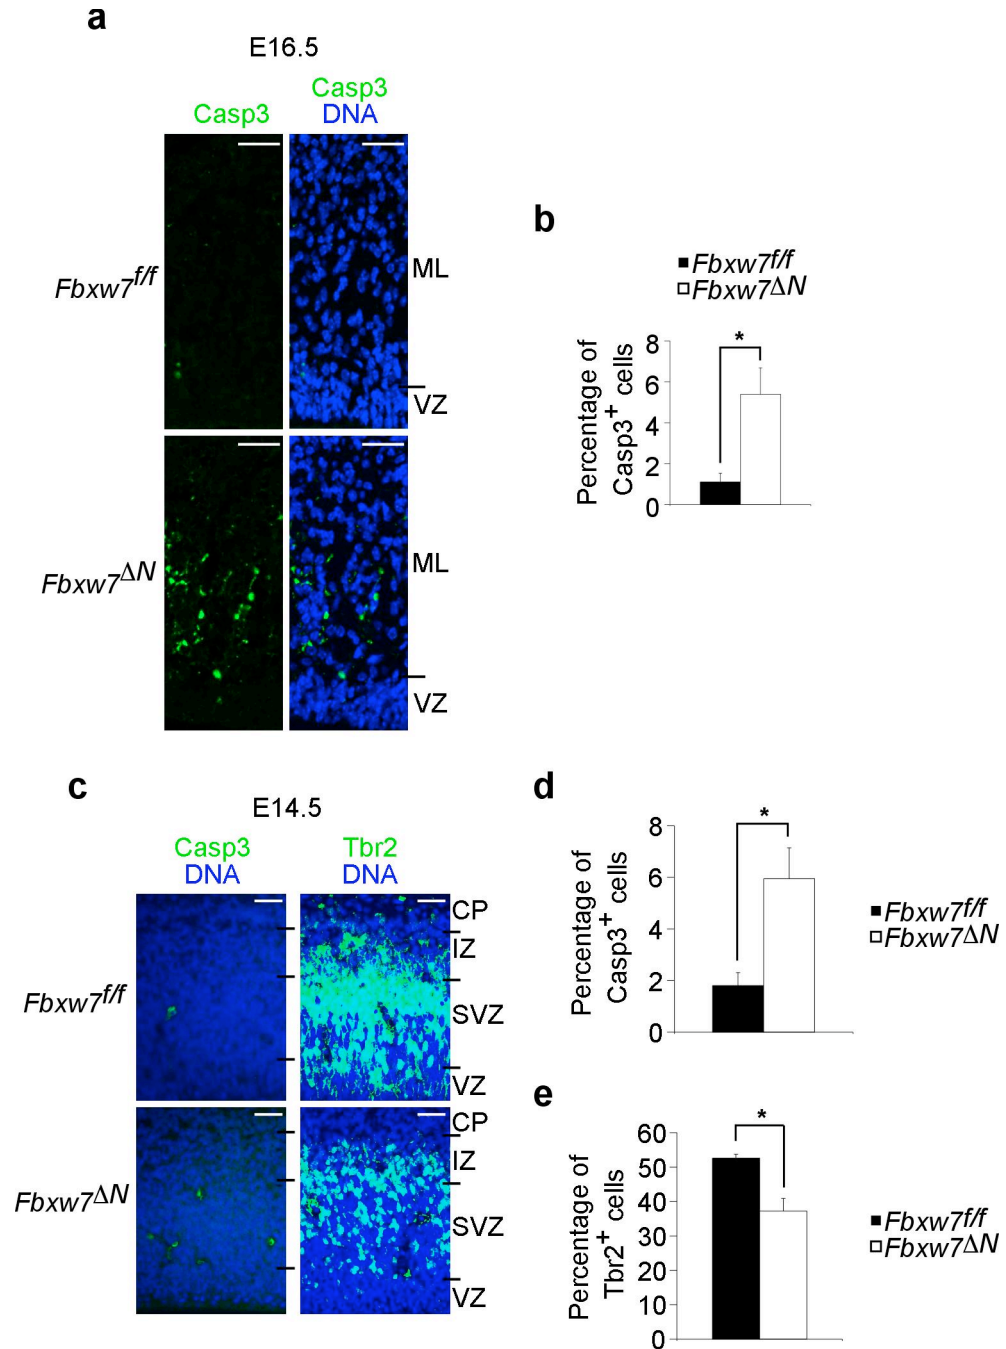 a
E16.5
Casp3
Casp3
DNA
Fbxw7f/f
ML
VZ
Fbxw7ΔN
ML
VZ
b
Fbxw7f/f
Fbxw7ΔN
Percentage of
Casp3+ cells
8
6
4
2
0
*
c
E14.5
Casp3
DNA
Tbr2
DNA
Fbxw7f/f
CP
IZ
SVZ
VZ
Fbxw7ΔN
CP
IZ
SVZ
VZ
d
Percentage of
Casp3+ cells
8
6
4
2
0
*
Fbxw7f/f
Fbxw7ΔN
e
Percentage of
Tbr2+ cells
60
50
40
30
20
10
0
*
Fbxw7f/f
Fbxw7ΔN